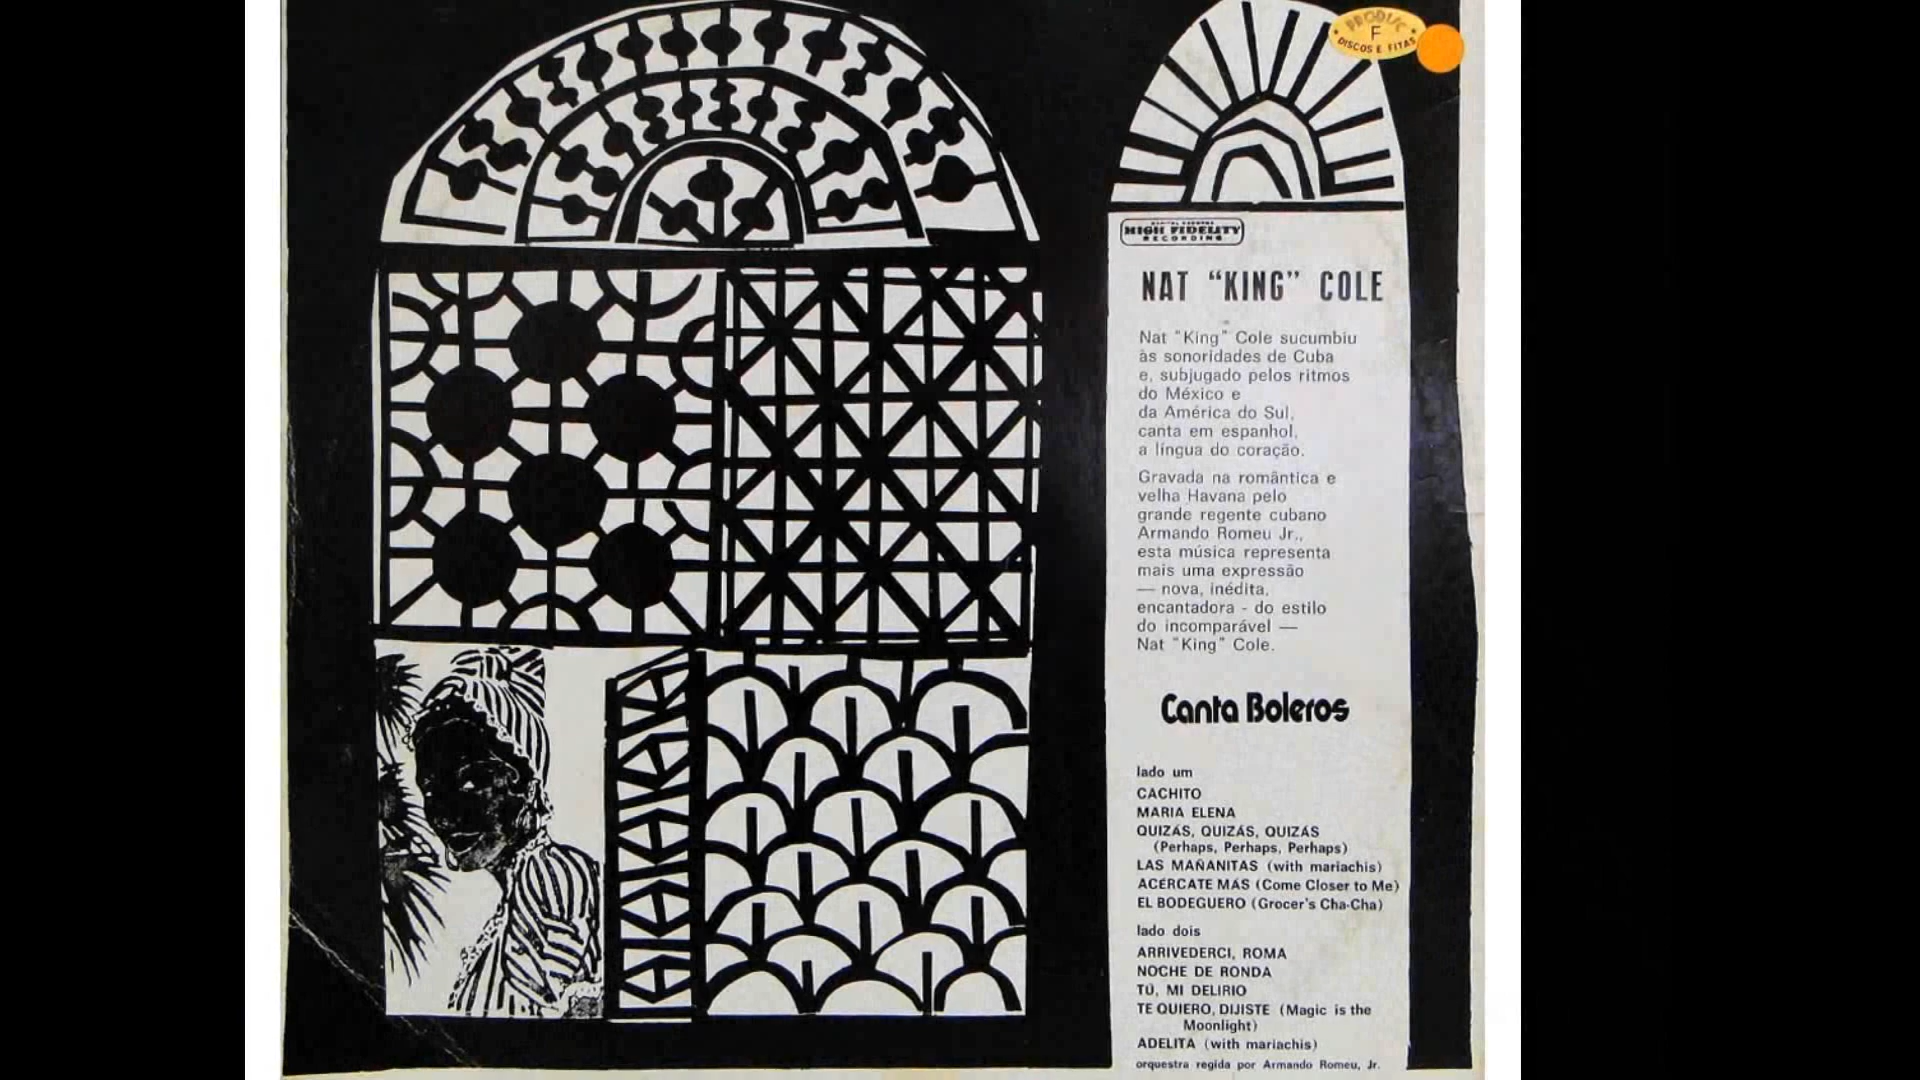 PRODISC
F
DISCOS E FITAS
HIGH FIDELITY
RECORDING
NAT “KING” COLE
Nat "King" Cole sucumbiu
às sonoridades de Cuba
e, subjugado pelos ritmos
do México e
da América do Sul,
canta em espanhol,
a língua do coração.
Gravada na romântica e
velha Havana pelo
grande regente cubano
Armando Romeu Jr.,
esta música representa
mais uma expressão
— nova, inédita,
encantadora - do estilo
do incomparável —
Nat "King" Cole.
Canta Boleros
lado um
CACHITO
MARIA ELENA
QUIZÁS, QUIZÁS, QUIZÁS
(Perhaps, Perhaps, Perhaps)
LAS MAÑANITAS (with mariachis)
ACÉRCATE MÁS (Come Closer to Me)
EL BODEGUERO (Grocer's Cha-Cha)
lado dois
ARRIVEDERCI, ROMA
NOCHE DE RONDA
TÚ, MI DELIRIO
TE QUIERO, DIJISTE (Magic is the
Moonlight)
ADELITA (with mariachis)
orquestra regida por Armando Romeu, Jr.